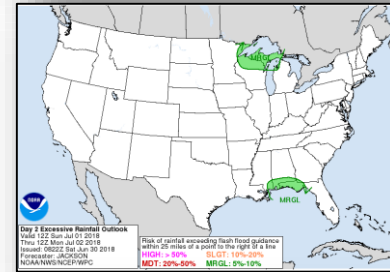 MRGL
MRGL
NOAA
Day 2 Excessive Rainfall Outlook
Valid 12Z Sun Jul 01 2018
Thru 12Z Mon Jul 02 2018
Issued: 0822Z Sat Jun 30 2018
Forecaster: JACKSON
NOAA/NWS/NCEP/WPC
Risk of rainfall exceeding flash flood guidance
within 25 miles of a point to the right of a line
HIGH: > 50% SLGT: 10%-20%
MDT: 20%-50% MRGL: 5%-10%